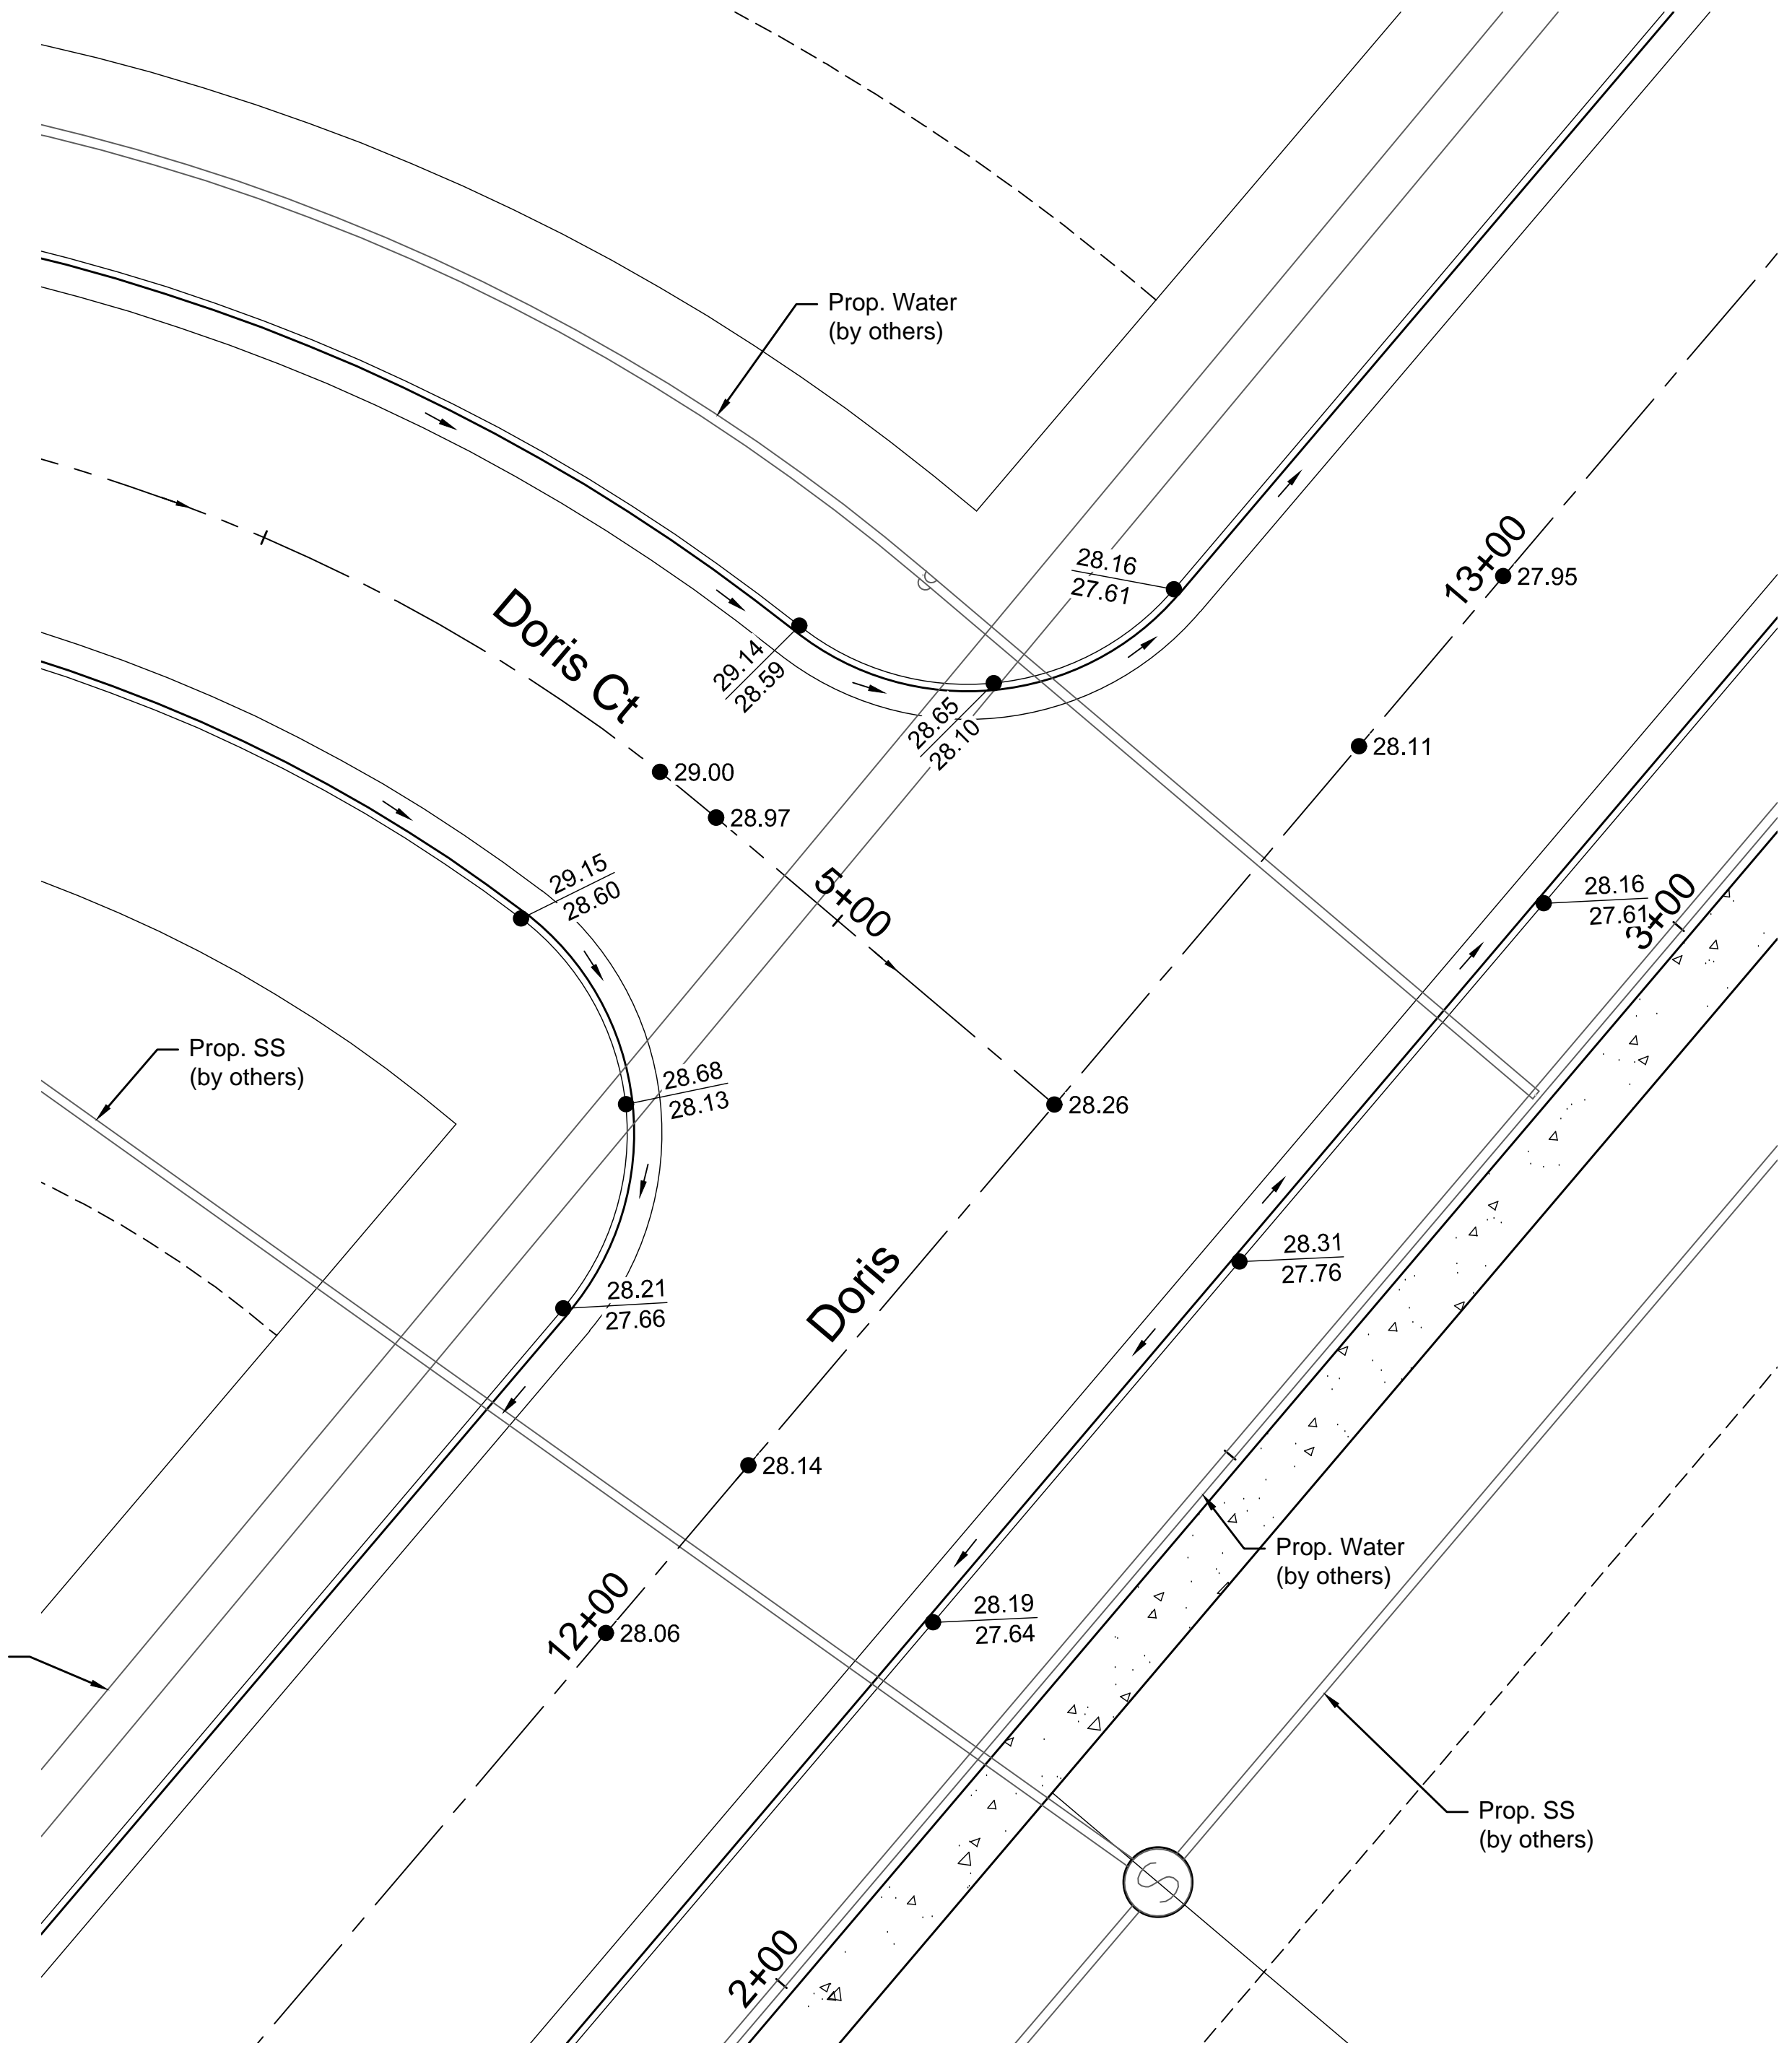 Prop. Water
(by others)
28.16
27.61
13+00
27.95
Doris Ct
29.14
28.59
28.65
28.10
28.11
29.00
28.97
29.15
28.60
5+00
28.16
27.61
3+00
Prop. SS
(by others)
28.68
28.13
28.26
28.21
27.66
Doris
28.31
27.76
28.14
Prop. Water
(by others)
12+00
28.06
28.19
27.64
Prop. SS
(by others)
S
2+00